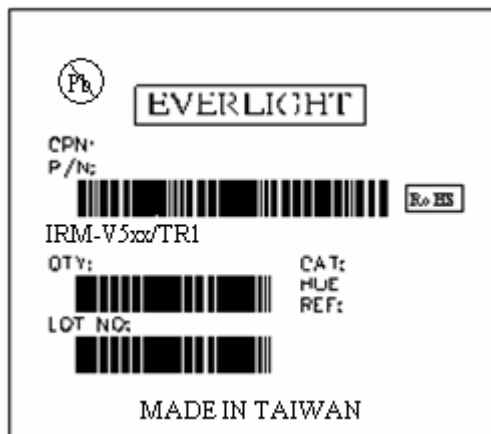 Pb
EVERLIGHT
CPN:
P/N:
RoHS
IRM-V5xx/TR1
QTY:
CAT:
HUE
REF:
LOT NO:
MADE IN TAIWAN